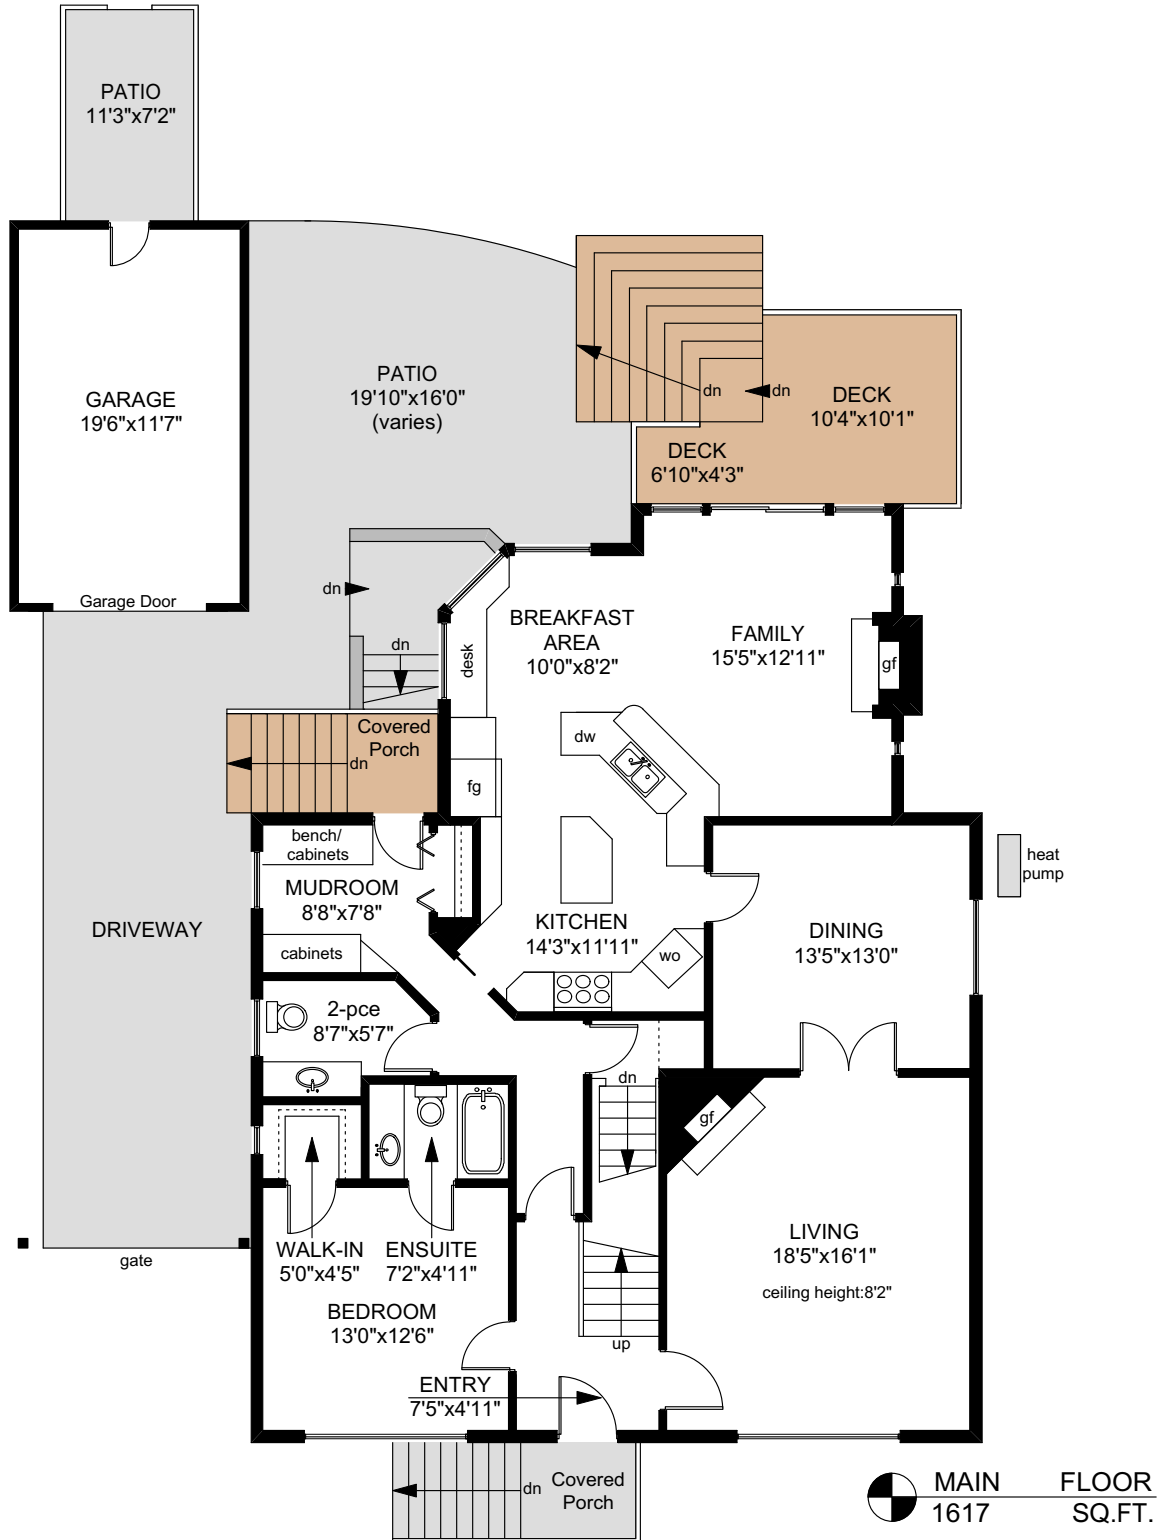 PATIO
11'3"x7'2"
GARAGE
19'6"x11'7"
Garage Door
PATIO
19'10"x16'0"
(varies)
dn
dn
DECK
10'4"x10'1"
DECK
6'10"x4'3"
dn
dn
desk
BREAKFAST
AREA
10'0"x8'2"
FAMILY
15'5"x12'11"
gf
Covered
Porch
dn
dw
fg
bench/
cabinets
MUDROOM
8'8"x7'8"
cabinets
DRIVEWAY
KITCHEN
14'3"x11'11"
wo
DINING
13'5"x13'0"
heat
pump
2-pce
8'7"x5'7"
dn
gf
WALK-IN
5'0"x4'5"
ENSUITE
7'2"x4'11"
gate
BEDROOM
13'0"x12'6"
LIVING
18'5"x16'1"
ceiling height:8'2"
up
ENTRY
7'5"x4'11"
dn
Covered
Porch
MAIN FLOOR
1617 SQ.FT.